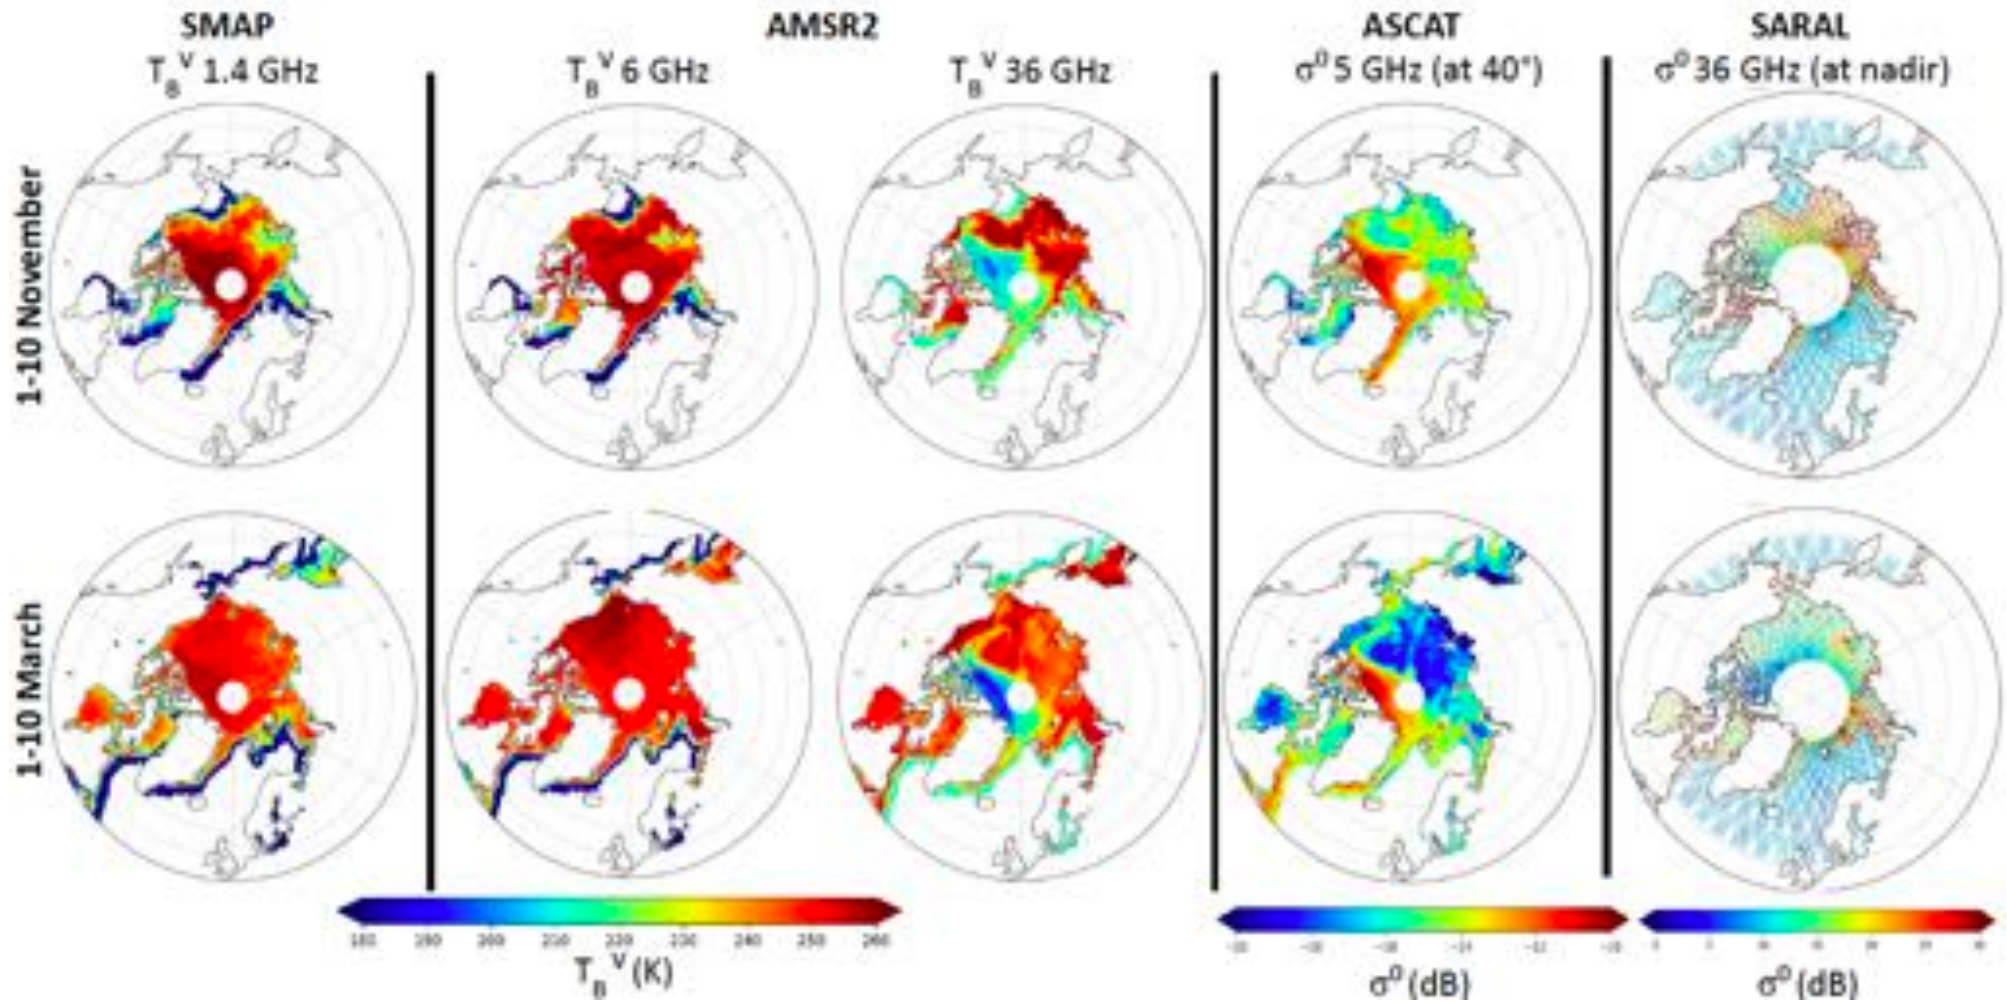 SMAP AMSR2 ASCAT SARAL
T_B^V 1.4 GHz T_B^V 6 GHz T_B^V 36 GHz σ⁰ 5 GHz (at 40°) σ⁰ 36 GHz (at nadir)
1-10 November
1-10 March
180 190 200 210 220 230 240 250 260
T_B^V (K) σ⁰ (dB) σ⁰ (dB)